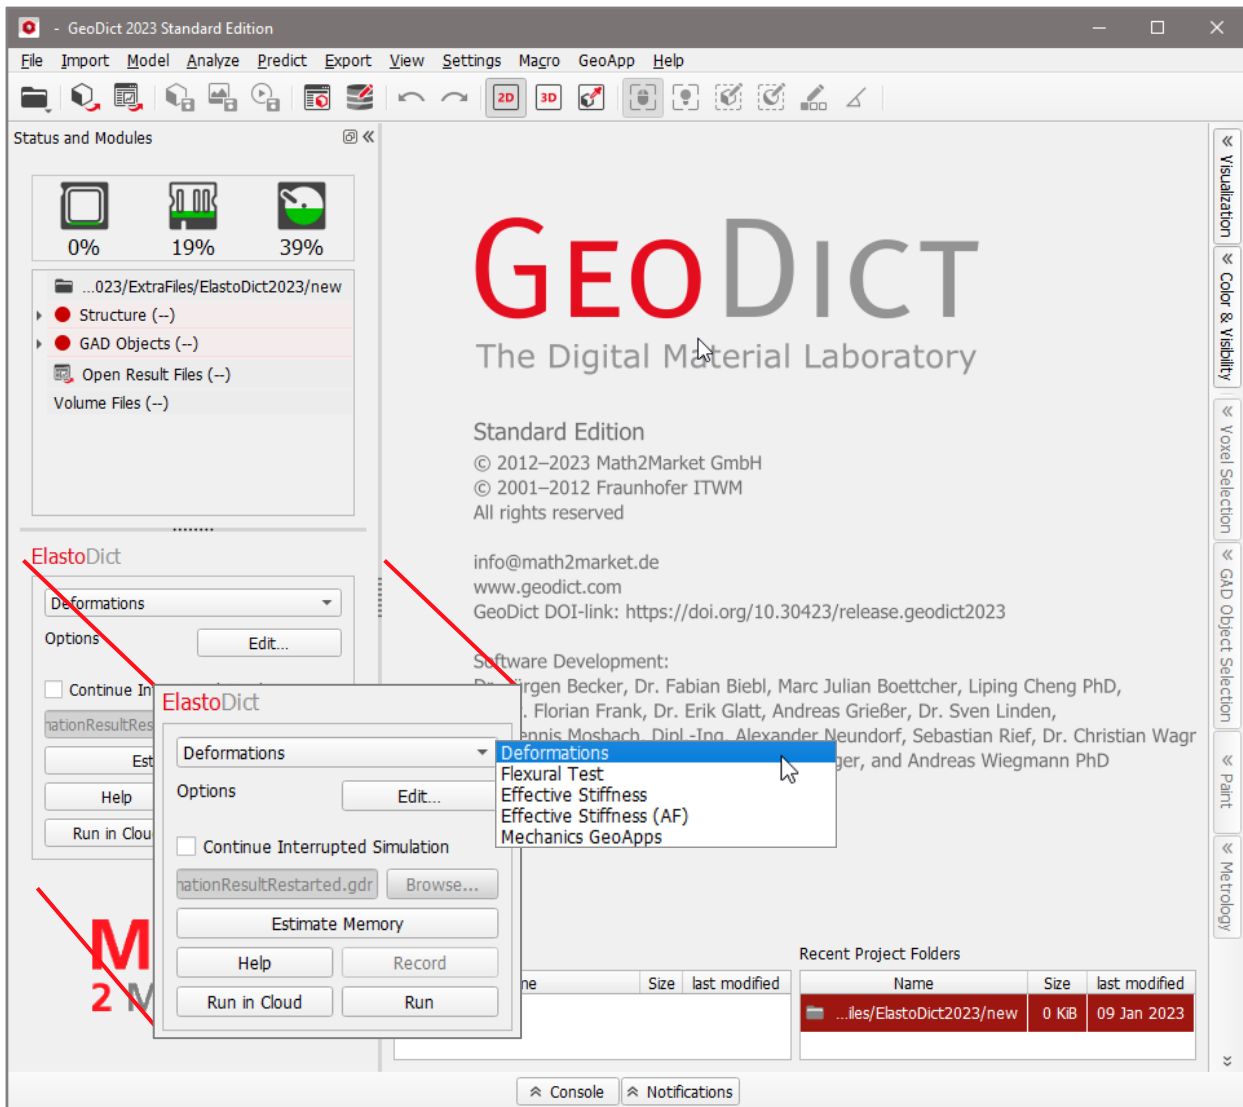 - GeoDict 2023 Standard Edition
File Import Model Analyze Predict Export View Settings Macro GeoApp Help
2D 3D
Status and Modules
0% 19% 39%
...023/ExtraFiles/ElastoDict2023/new
Structure (--)
GAD Objects (--)
Open Result Files (--)
Volume Files (--)
ElastoDict
Deformations
Options Edit...
Continue In
nationResultRes
Est
Help
Run in Clou
M
2 M
GEODICT
The Digital Material Laboratory
Standard Edition
© 2012–2023 Math2Market GmbH
© 2001–2012 Fraunhofer ITWM
All rights reserved
info@math2market.de
www.geodict.com
GeoDict DOI-link: https://doi.org/10.30423/release.geodict2023
Software Development:
Dr. Jürgen Becker, Dr. Fabian Biebl, Marc Julian Boettcher, Liping Cheng PhD,
. Florian Frank, Dr. Erik Glatt, Andreas Grießer, Dr. Sven Linden,
ennis Mosbach, Dipl.-Ing. Alexander Neundorf, Sebastian Rief, Dr. Christian Wagr
ger, and Andreas Wiegmann PhD
ElastoDict
Deformations
Options Edit...
Continue Interrupted Simulation
nationResultRestarted.gdr Browse...
Estimate Memory
Help Record
Run in Cloud Run
Deformations
Flexural Test
Effective Stiffness
Effective Stiffness (AF)
Mechanics GeoApps
me Size last modified
Recent Project Folders
Name Size last modified
...iles/ElastoDict2023/new 0 KiB 09 Jan 2023
Visualization
Color & Visibility
Voxel Selection
GAD Object Selection
Paint
Metrology
Console Notifications